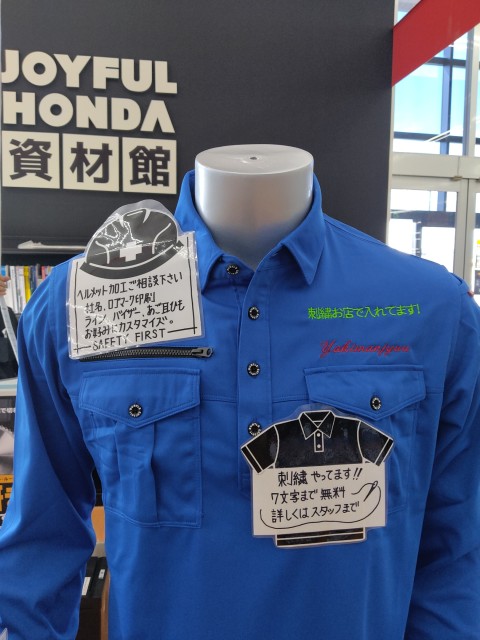 JOYFUL
HONDA
資材館
ヘルメット加工ご相談下さい
社名、ロゴマーク印刷
ライン、バイザー、あご且ひも
お好みにカスタマイズ。
SAFFTY FIRST
刺繍お店で入れてます!
刺繍 やってます!!
7文字まで無料
詳しくはスタッフまで